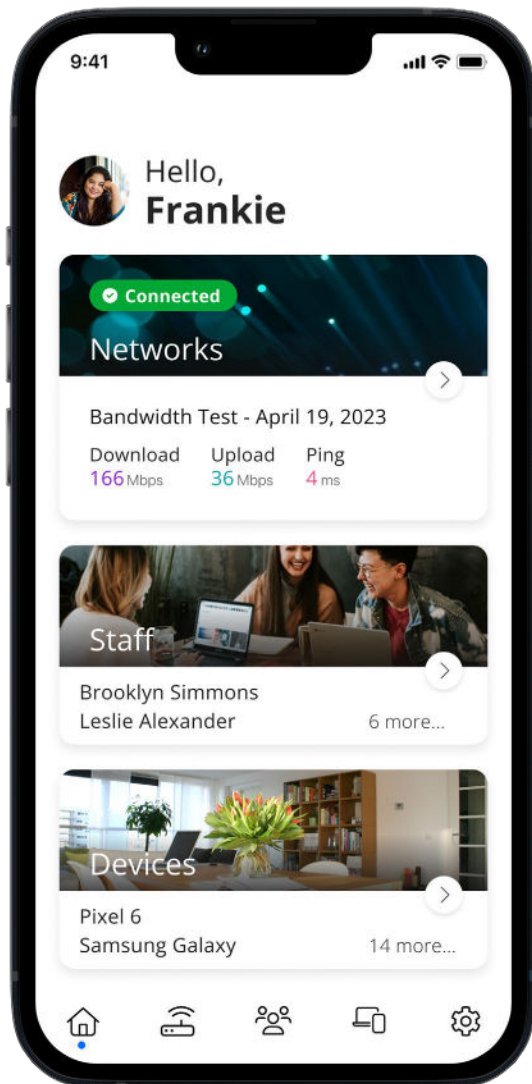 9:41
Hello,
Frankie
Connected
Networks
Bandwidth Test - April 19, 2023
Download Upload Ping
166 Mbps 36 Mbps 4 ms
Staff
Brooklyn Simmons
Leslie Alexander 6 more...
Devices
Pixel 6
Samsung Galaxy 14 more...